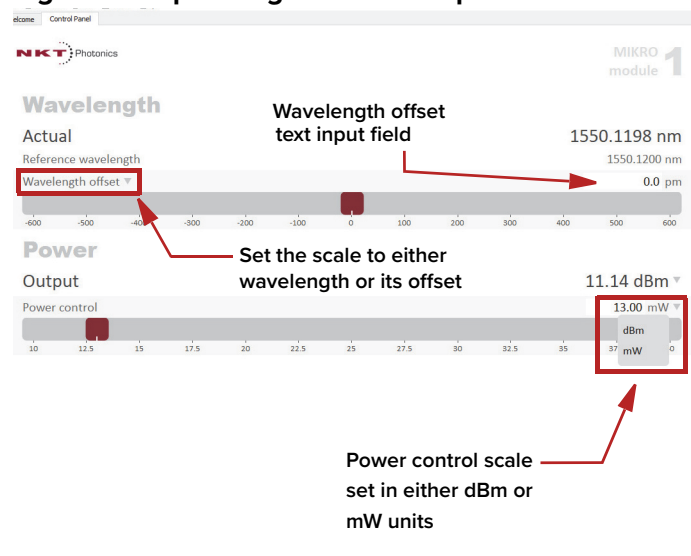 elcome Control Panel
NKT Photonics
MIKRO
module 1
Wavelength
Wavelength offset
text input field
Actual
1550.1198 nm
Reference wavelength
1550.1200 nm
Wavelength offset
0.0 pm
-600 -500 -400 -300 -200 -100 0 100 200 300 400 500 600
Set the scale to either
wavelength or its offset
Power
Output
11.14 dBm
Power control
13.00 mW
dBm
mW
10 12.5 15 17.5 20 22.5 25 27.5 30 32.5 35 37 0
Power control scale
set in either dBm or
mW units